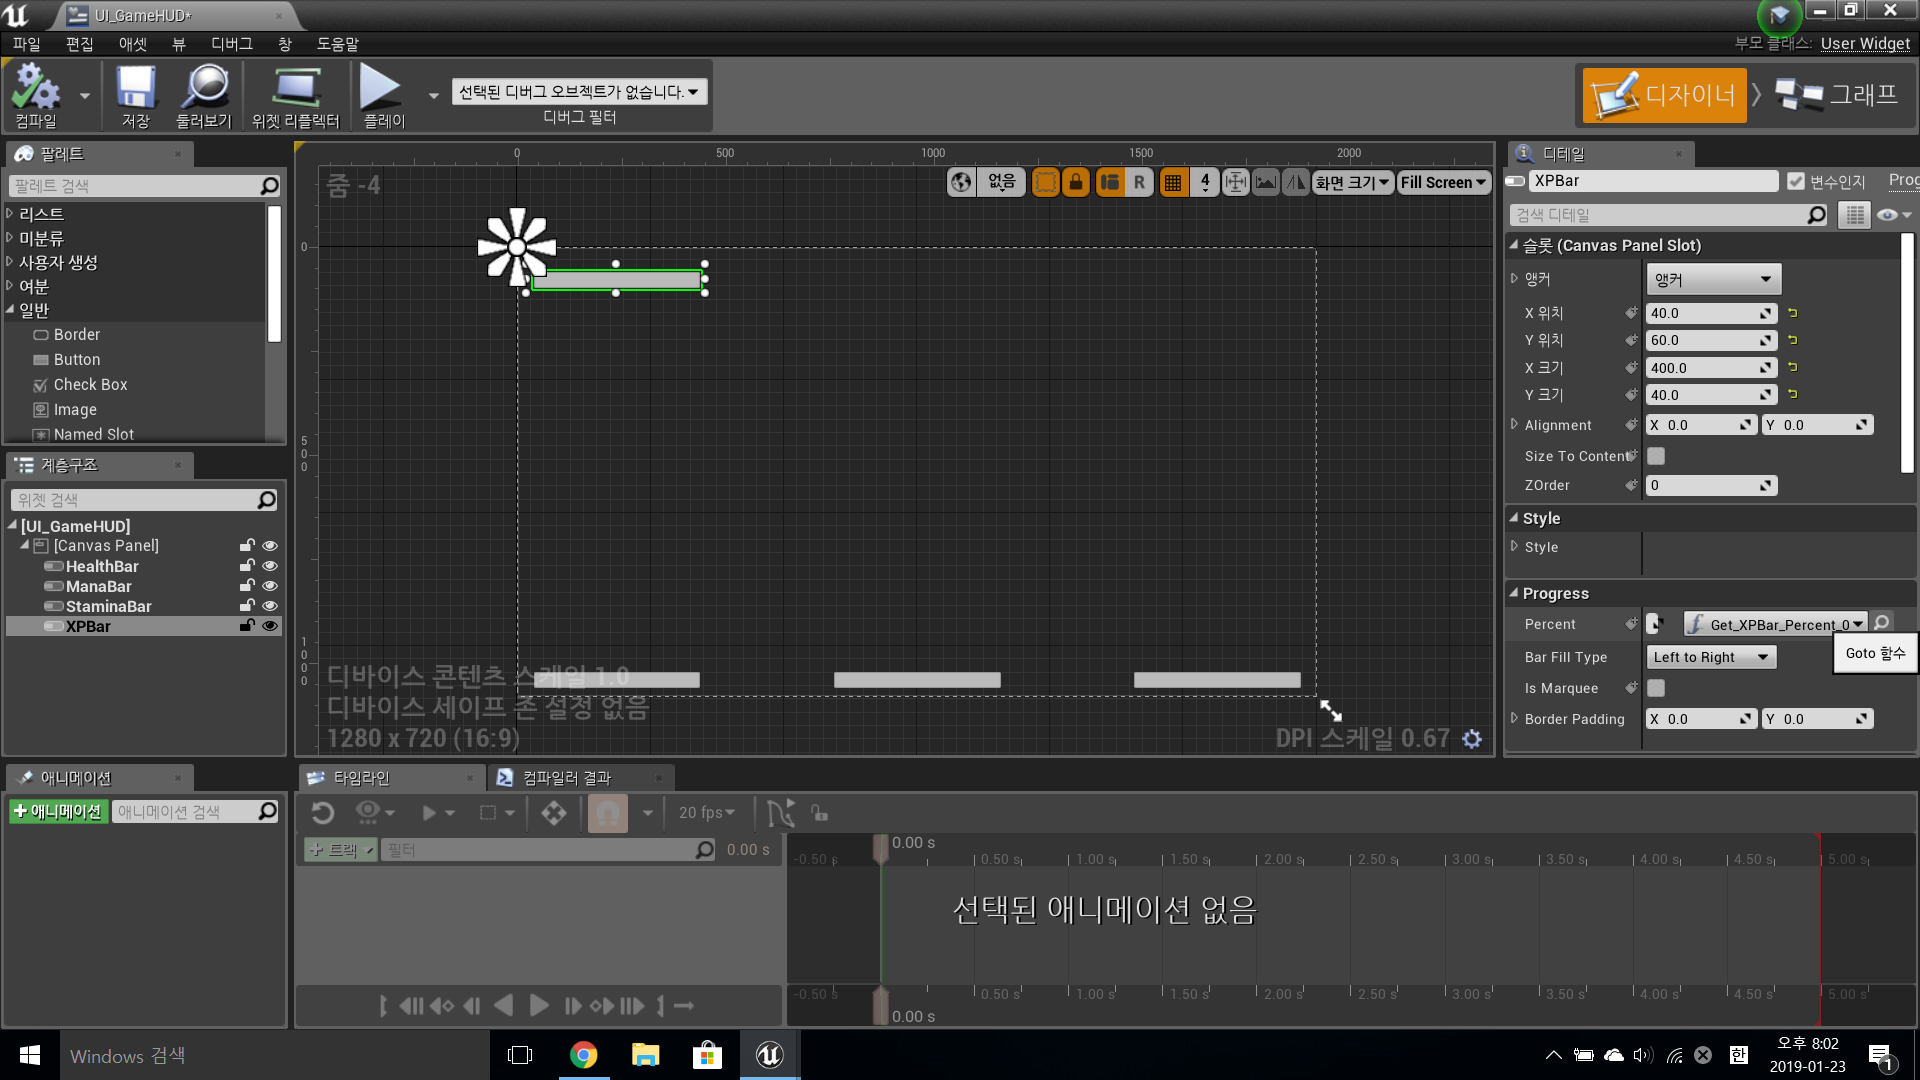 UI_GameHUD*
파일 편집 애셋 뷰 디버그 창 도움말
부모 클래스: User Widget
컴파일 저장 둘러보기 위젯 리플렉터 플레이
선택된 디버그 오브젝트가 없습니다.
디버그 필터
디자이너 그래프
팔레트
팔레트 검색
리스트
미분류
사용자 생성
여분
일반
Border
Button
Check Box
Image
Named Slot
계층구조
위젯 검색
[UI_GameHUD]
[Canvas Panel]
HealthBar
ManaBar
StaminaBar
XPBar
0 500 1000 1500 2000
줌 -4
없음 R 4 화면 크기 Fill Screen
0
5
0
0
1
0
0
0
디바이스 콘텐츠 스케일 1.0
디바이스 세이프 존 설정 없음
1280 x 720 (16:9)
DPI 스케일 0.67
디테일
XPBar 변수인지 Prog
검색 디테일
슬롯 (Canvas Panel Slot)
앵커 앵커
X 위치 40.0
Y 위치 60.0
X 크기 400.0
Y 크기 40.0
Alignment X 0.0 Y 0.0
Size To Content
ZOrder 0
Style
Style
Progress
Percent Get_XPBar_Percent_0
Goto 함수
Bar Fill Type Left to Right
Is Marquee
Border Padding X 0.0 Y 0.0
애니메이션
+ 애니메이션 애니메이션 검색
타임라인 컴파일러 결과
20 fps
+ 트랙 필터 0.00 s
0.00 s
-0.50 s 0.50 s 1.00 s 1.50 s 2.00 s 2.50 s 3.00 s 3.50 s 4.00 s 4.50 s 5.00 s
선택된 애니메이션 없음
-0.50 s 0.50 s 1.00 s 1.50 s 2.00 s 2.50 s 3.00 s 3.50 s 4.00 s 4.50 s 5.00 s
0.00 s
Windows 검색
한
오후 8:02
2019-01-23
1